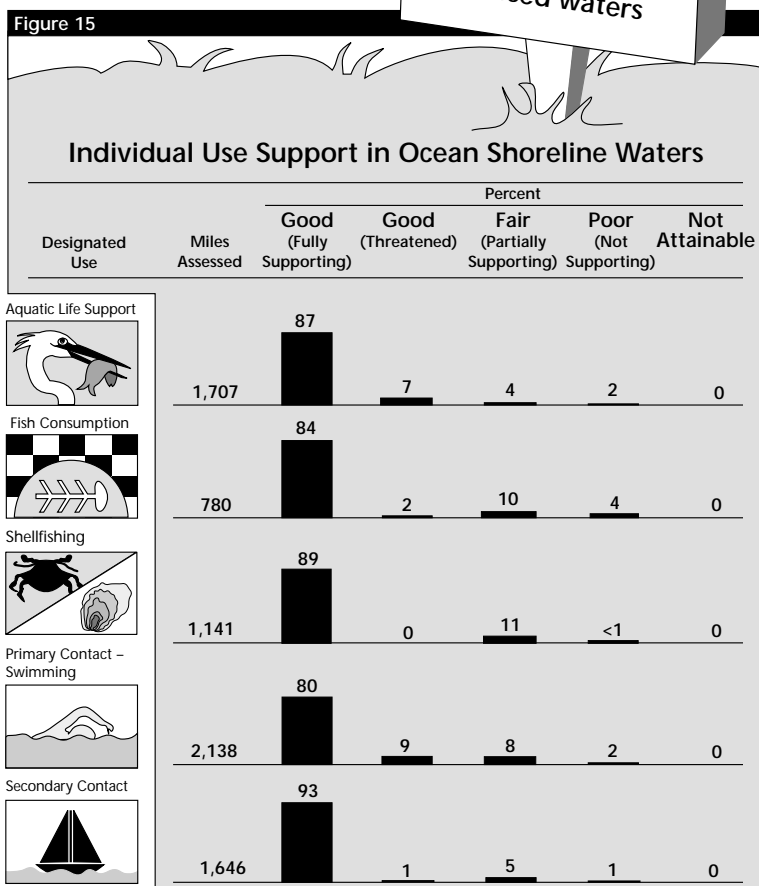 sed waters
Figure 15
Individual Use Support in Ocean Shoreline Waters
Percent
Designated Use
Miles Assessed
Good (Fully Supporting)
Good (Threatened)
Fair (Partially Supporting)
Poor (Not Supporting)
Not Attainable
Aquatic Life Support
1,707 87 7 4 2 0
Fish Consumption
780 84 2 10 4 0
Shellfishing
1,141 89 0 11 <1 0
Primary Contact –
Swimming
2,138 80 9 8 2 0
Secondary Contact
1,646 93 1 5 1 0